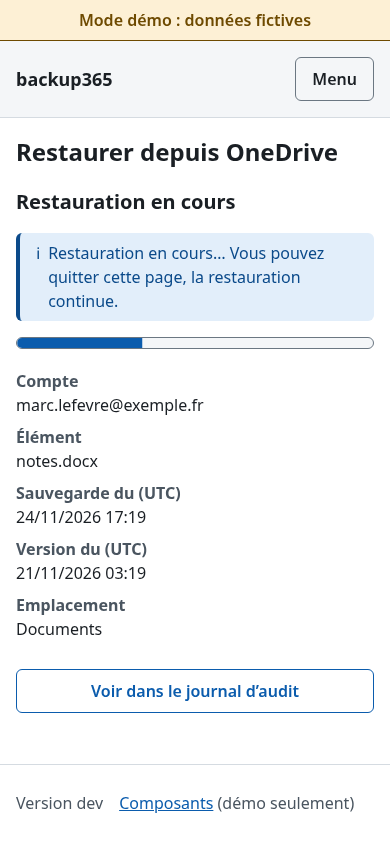 Mode démo : données fictives
backup365
Menu
Restaurer depuis OneDrive
Restauration en cours
i Restauration en cours… Vous pouvez
quitter cette page, la restauration
continue.
Compte
marc.lefevre@exemple.fr
Élément
notes.docx
Sauvegarde du (UTC)
24/11/2026 17:19
Version du (UTC)
21/11/2026 03:19
Emplacement
Documents
Voir dans le journal d’audit
Version dev Composants (démo seulement)